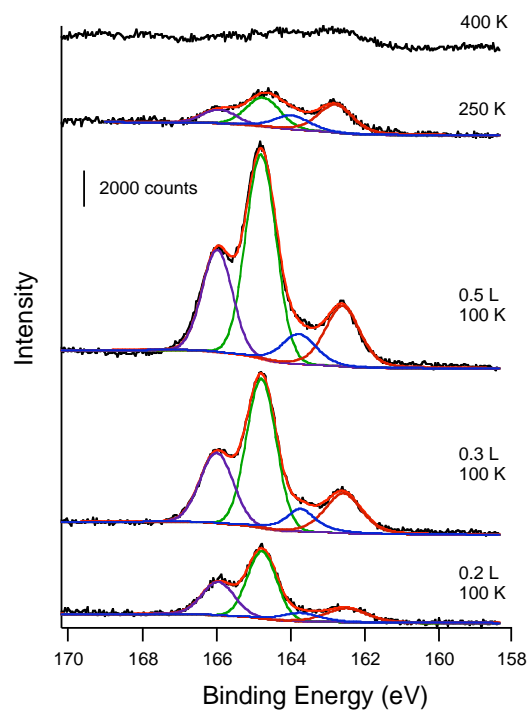 400 K
250 K
2000 counts
0.5 L
100 K
Intensity
0.3 L
100 K
0.2 L
100 K
170 168 166 164 162 160 158
Binding Energy (eV)